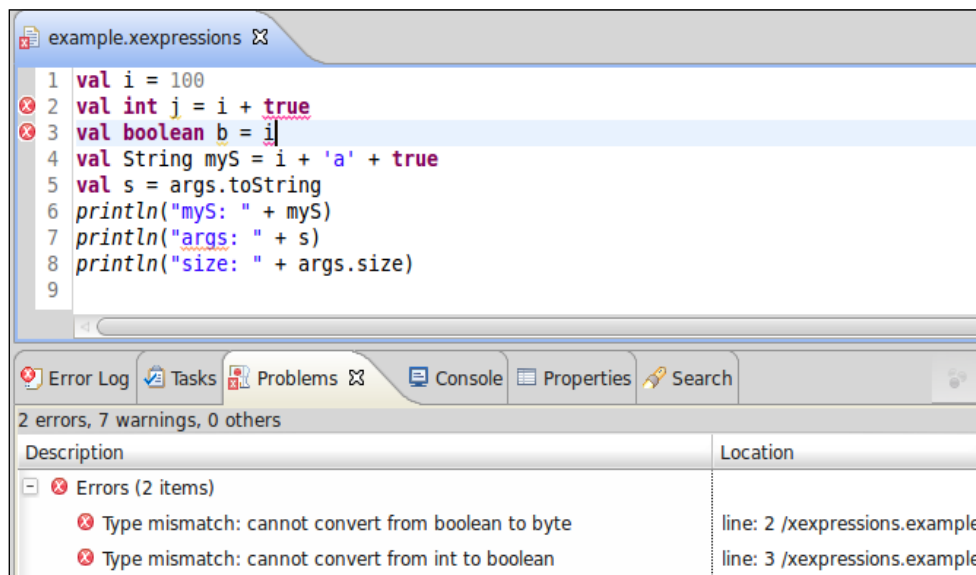 example.xexpressions
1 val i = 100
2 val int j = i + true
3 val boolean b = i
4 val String myS = i + 'a' + true
5 val s = args.toString
6 println("myS: " + myS)
7 println("args: " + s)
8 println("size: " + args.size)
9
Error Log Tasks Problems Console Properties Search
2 errors, 7 warnings, 0 others
Description Location
Errors (2 items)
Type mismatch: cannot convert from boolean to byte line: 2 /xexpressions.example
Type mismatch: cannot convert from int to boolean line: 3 /xexpressions.example